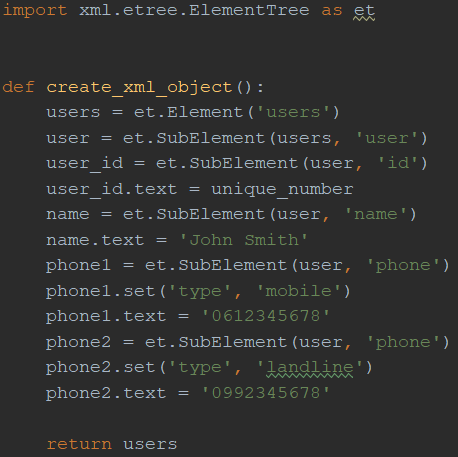 import xml.etree.ElementTree as et
def create_xml_object():
    users = et.Element('users')
    user = et.SubElement(users, 'user')
    user_id = et.SubElement(user, 'id')
    user_id.text = unique_number
    name = et.SubElement(user, 'name')
    name.text = 'John Smith'
    phone1 = et.SubElement(user, 'phone')
    phone1.set('type', 'mobile')
    phone1.text = '0612345678'
    phone2 = et.SubElement(user, 'phone')
    phone2.set('type', 'landline')
    phone2.text = '0992345678'
    return users